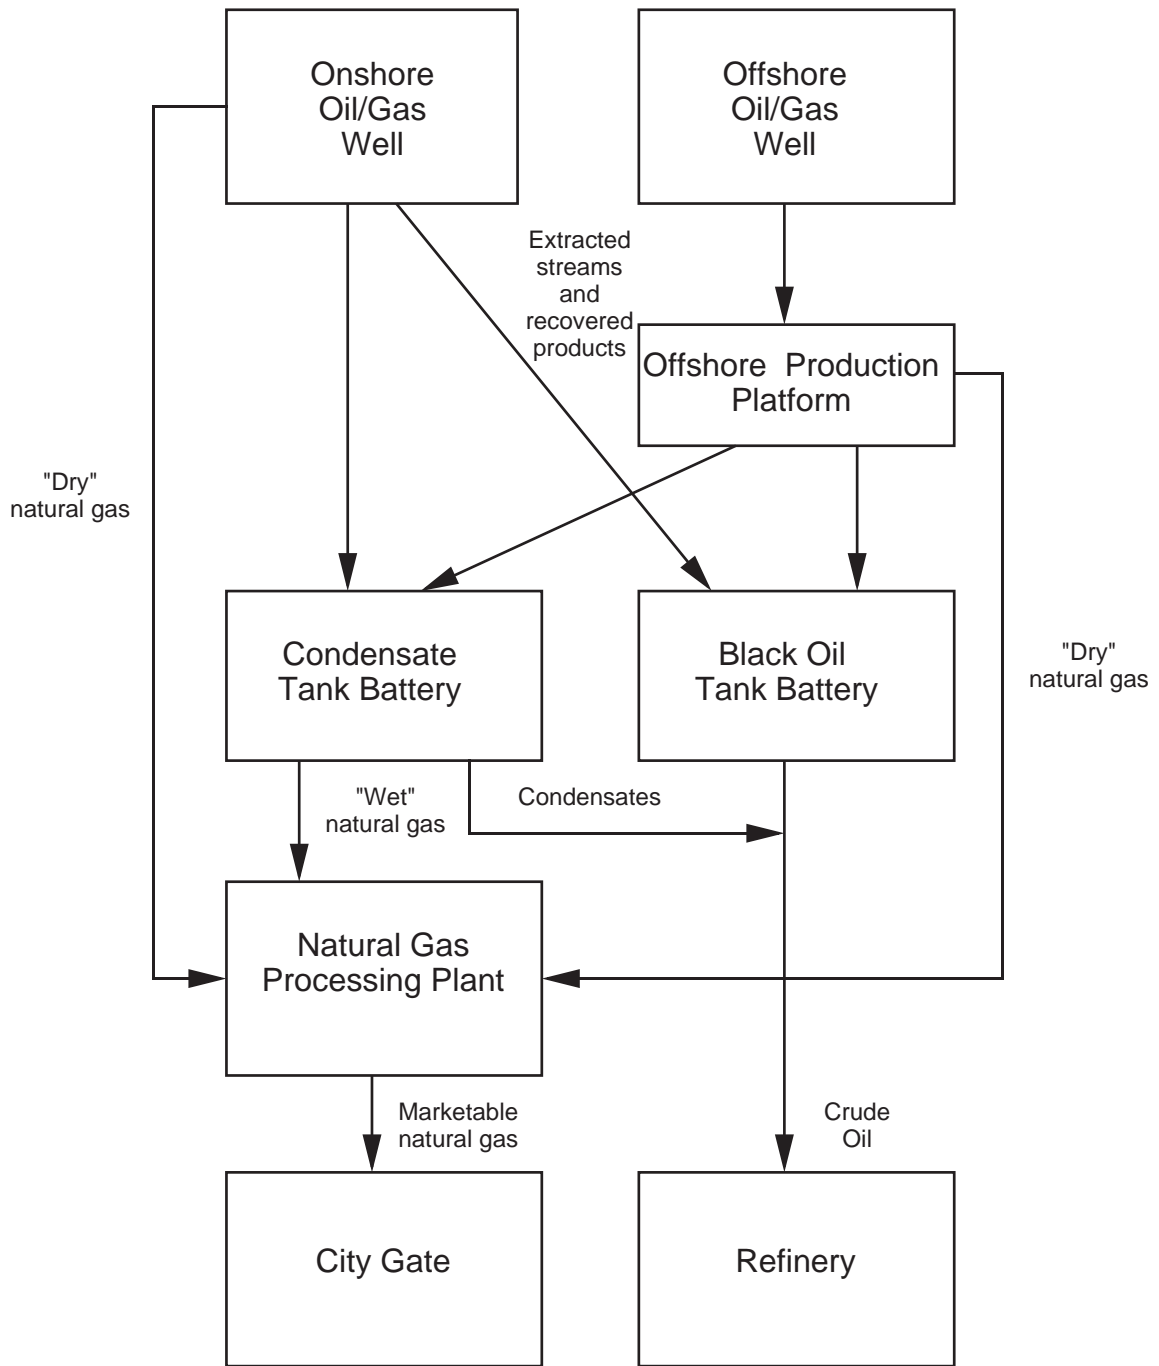 Onshore
Oil/Gas
Well
Offshore
Oil/Gas
Well
Extracted
streams
and
recovered
products
Offshore Production
Platform
"Dry"
natural gas
Condensate
Tank Battery
Black Oil
Tank Battery
"Dry"
natural gas
"Wet"
natural gas
Condensates
Natural Gas
Processing Plant
Marketable
natural gas
Crude
Oil
City Gate
Refinery